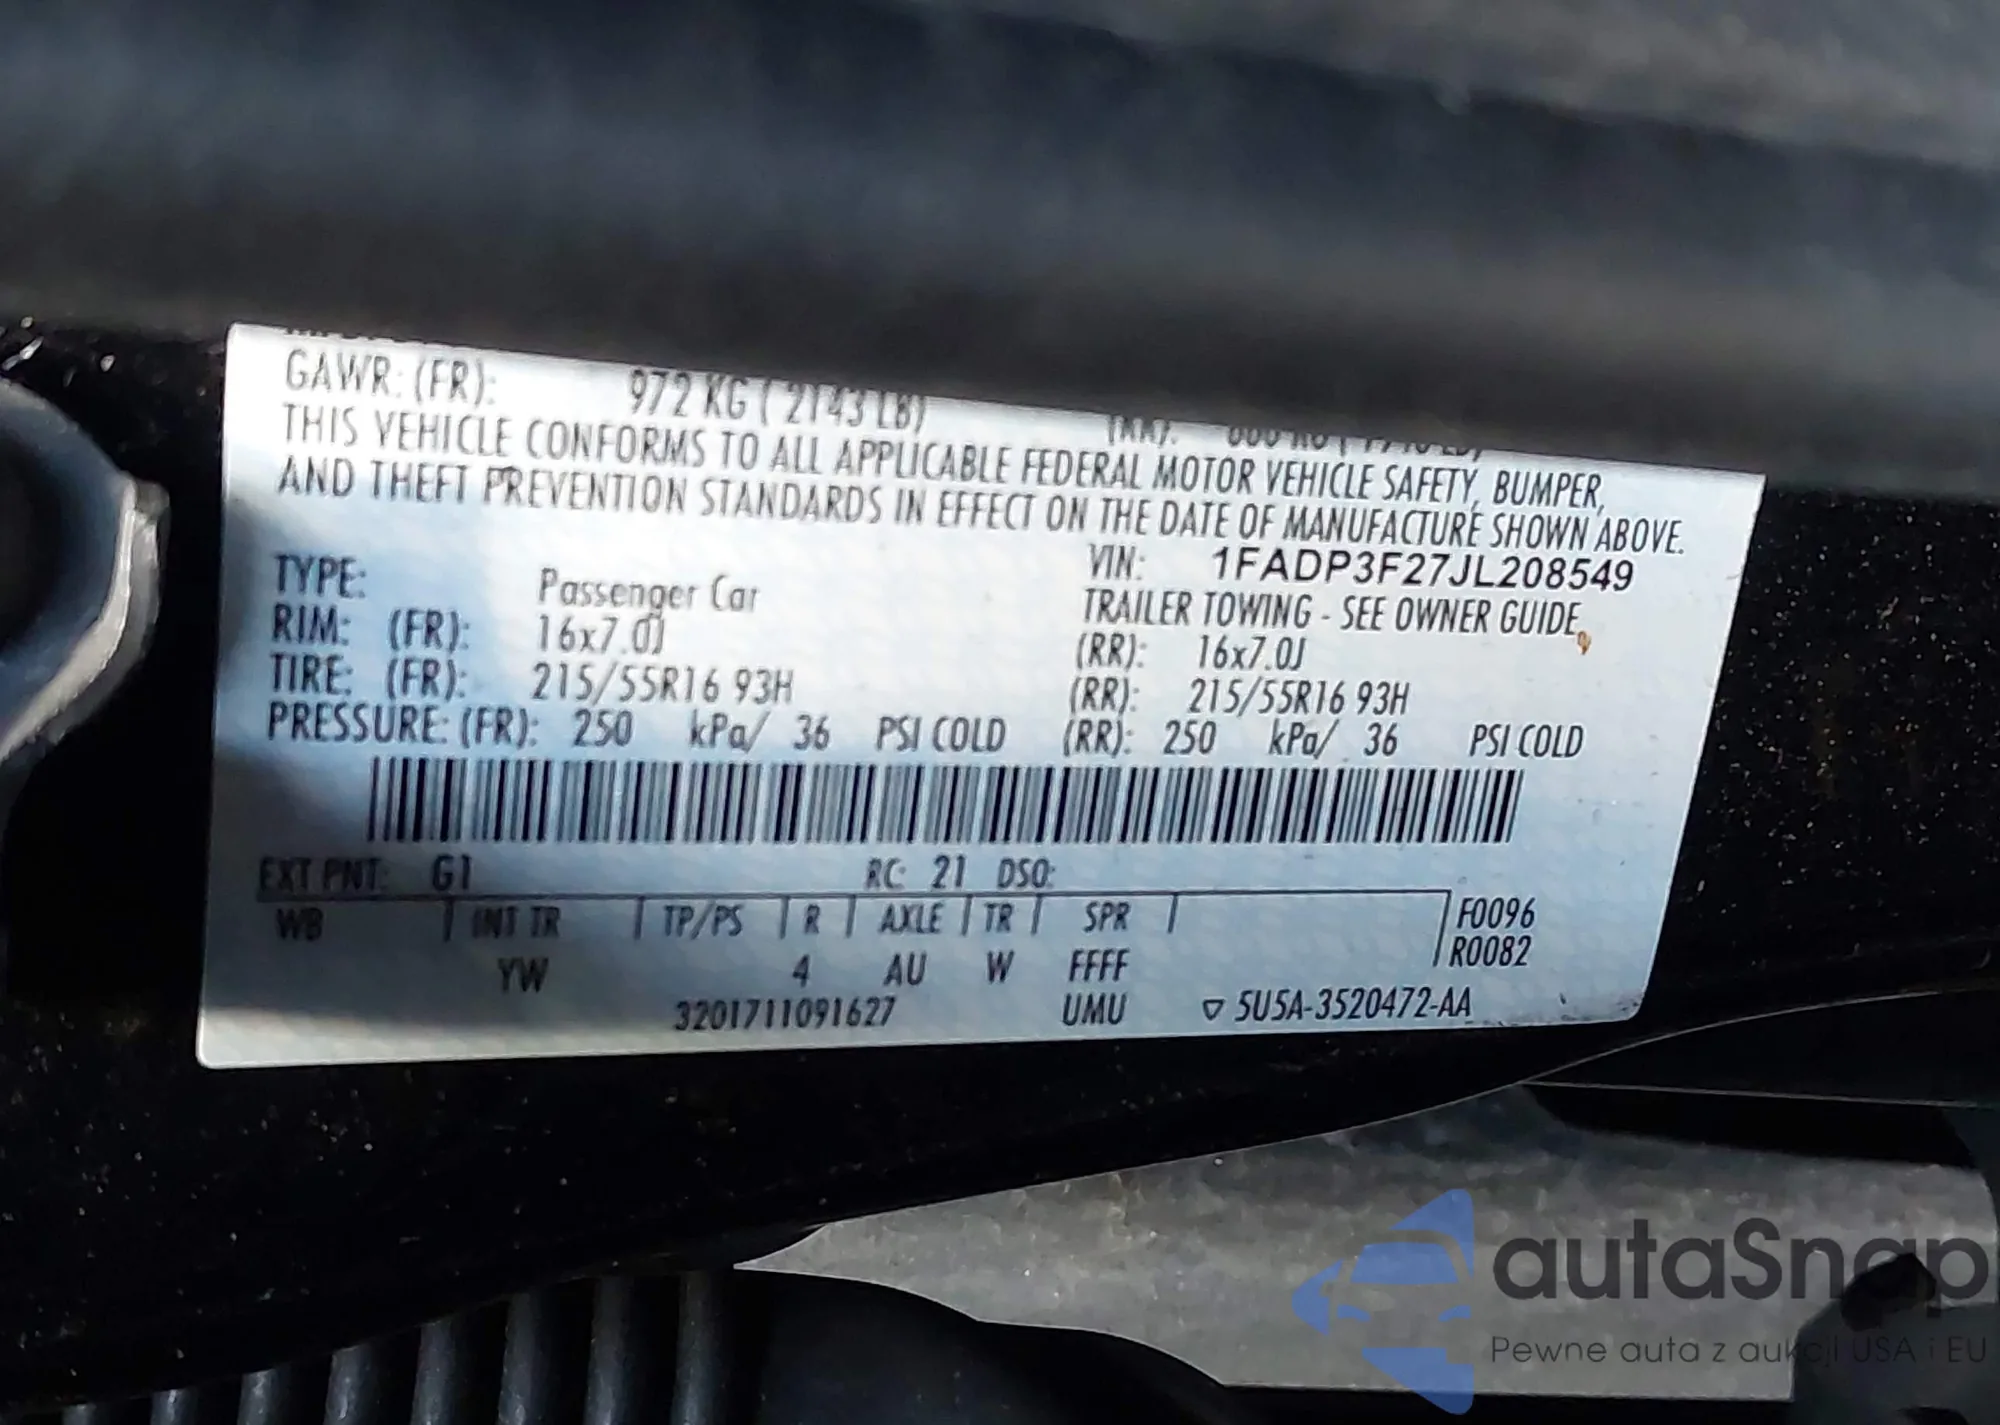 GAWR: (FR): 972 KG ( 2143 LB)
THIS VEHICLE CONFORMS TO ALL APPLICABLE FEDERAL MOTOR VEHICLE SAFETY, BUMPER,
AND THEFT PREVENTION STANDARDS IN EFFECT ON THE DATE OF MANUFACTURE SHOWN ABOVE.
VIN: 1FADP3F27JL208549
TYPE: Passenger Car TRAILER TOWING - SEE OWNER GUIDE
RIM: (FR): 16x7.0J (RR): 16x7.0J
TIRE: (FR): 215/55R16 93H (RR): 215/55R16 93H
PRESSURE: (FR): 250 kPa/ 36 PSI COLD (RR): 250 kPa/ 36 PSI COLD
EXT PNT: G1 RC: 21 DSO:
WB INT TR TP/PS R AXLE TR SPR F0096
R0082
YW 4 AU W FFFF
3201711091627 UMU ▽ 5U5A-3520472-AA
autaSnap
Pewne auta z aukcji USA i EU